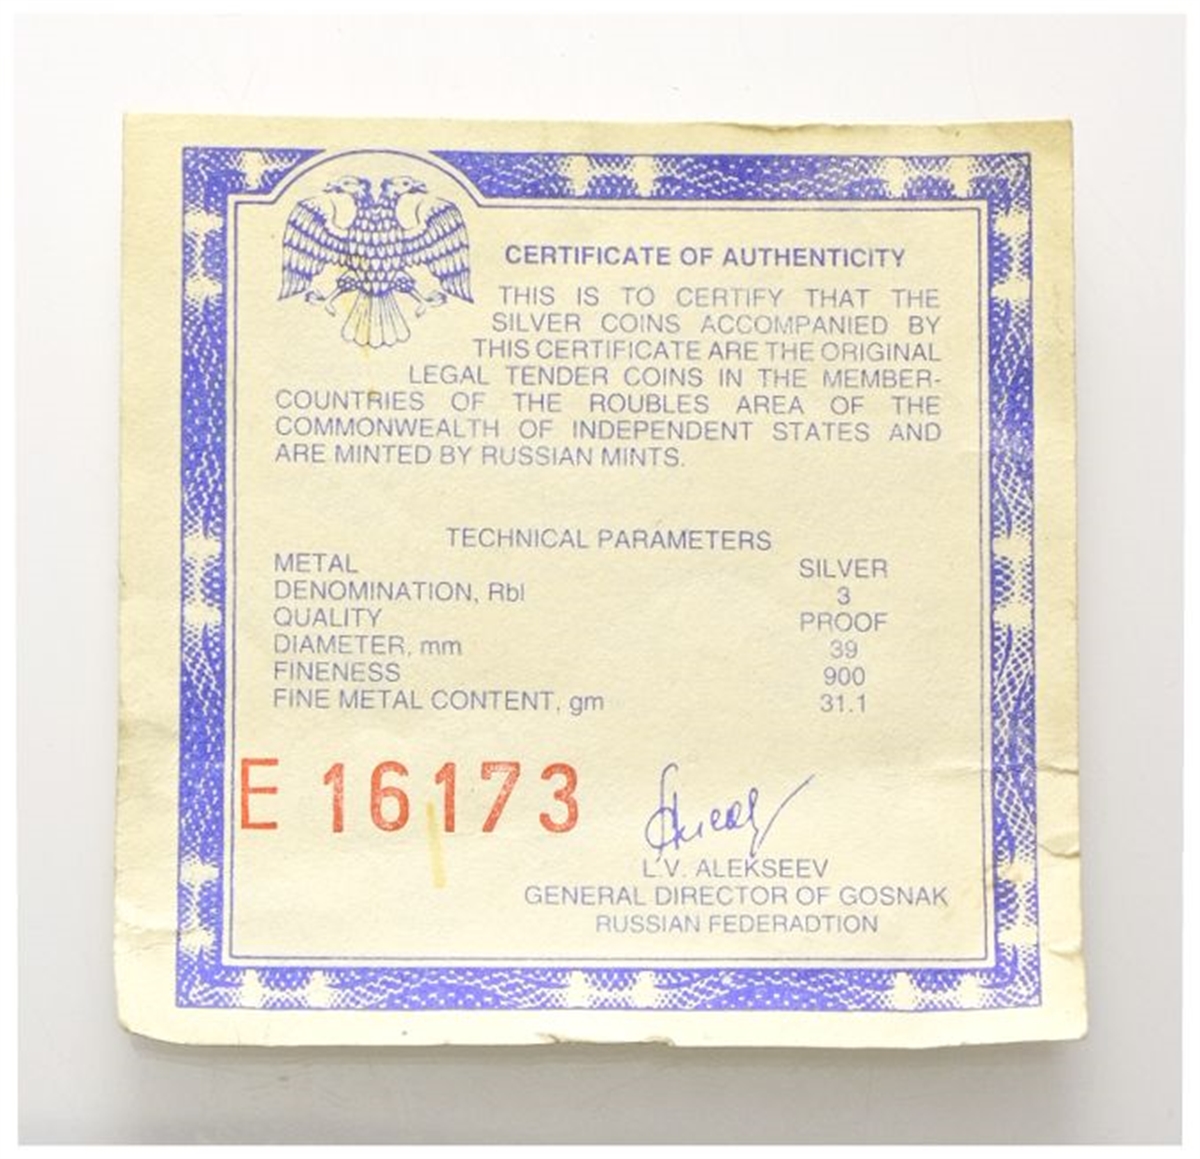 CERTIFICATE OF AUTHENTICITY
THIS IS TO CERTIFY THAT THE
SILVER COINS ACCOMPANIED BY
THIS CERTIFICATE ARE THE ORIGINAL
LEGAL TENDER COINS IN THE MEMBER-
COUNTRIES OF THE ROUBLES AREA OF THE
COMMONWEALTH OF INDEPENDENT STATES AND
ARE MINTED BY RUSSIAN MINTS.
TECHNICAL PARAMETERS
METAL SILVER
DENOMINATION, Rbl 3
QUALITY PROOF
DIAMETER, mm 39
FINENESS 900
FINE METAL CONTENT, gm 31.1
E 16173
L.V. ALEKSEEV
GENERAL DIRECTOR OF GOSNAK
RUSSIAN FEDERADTION